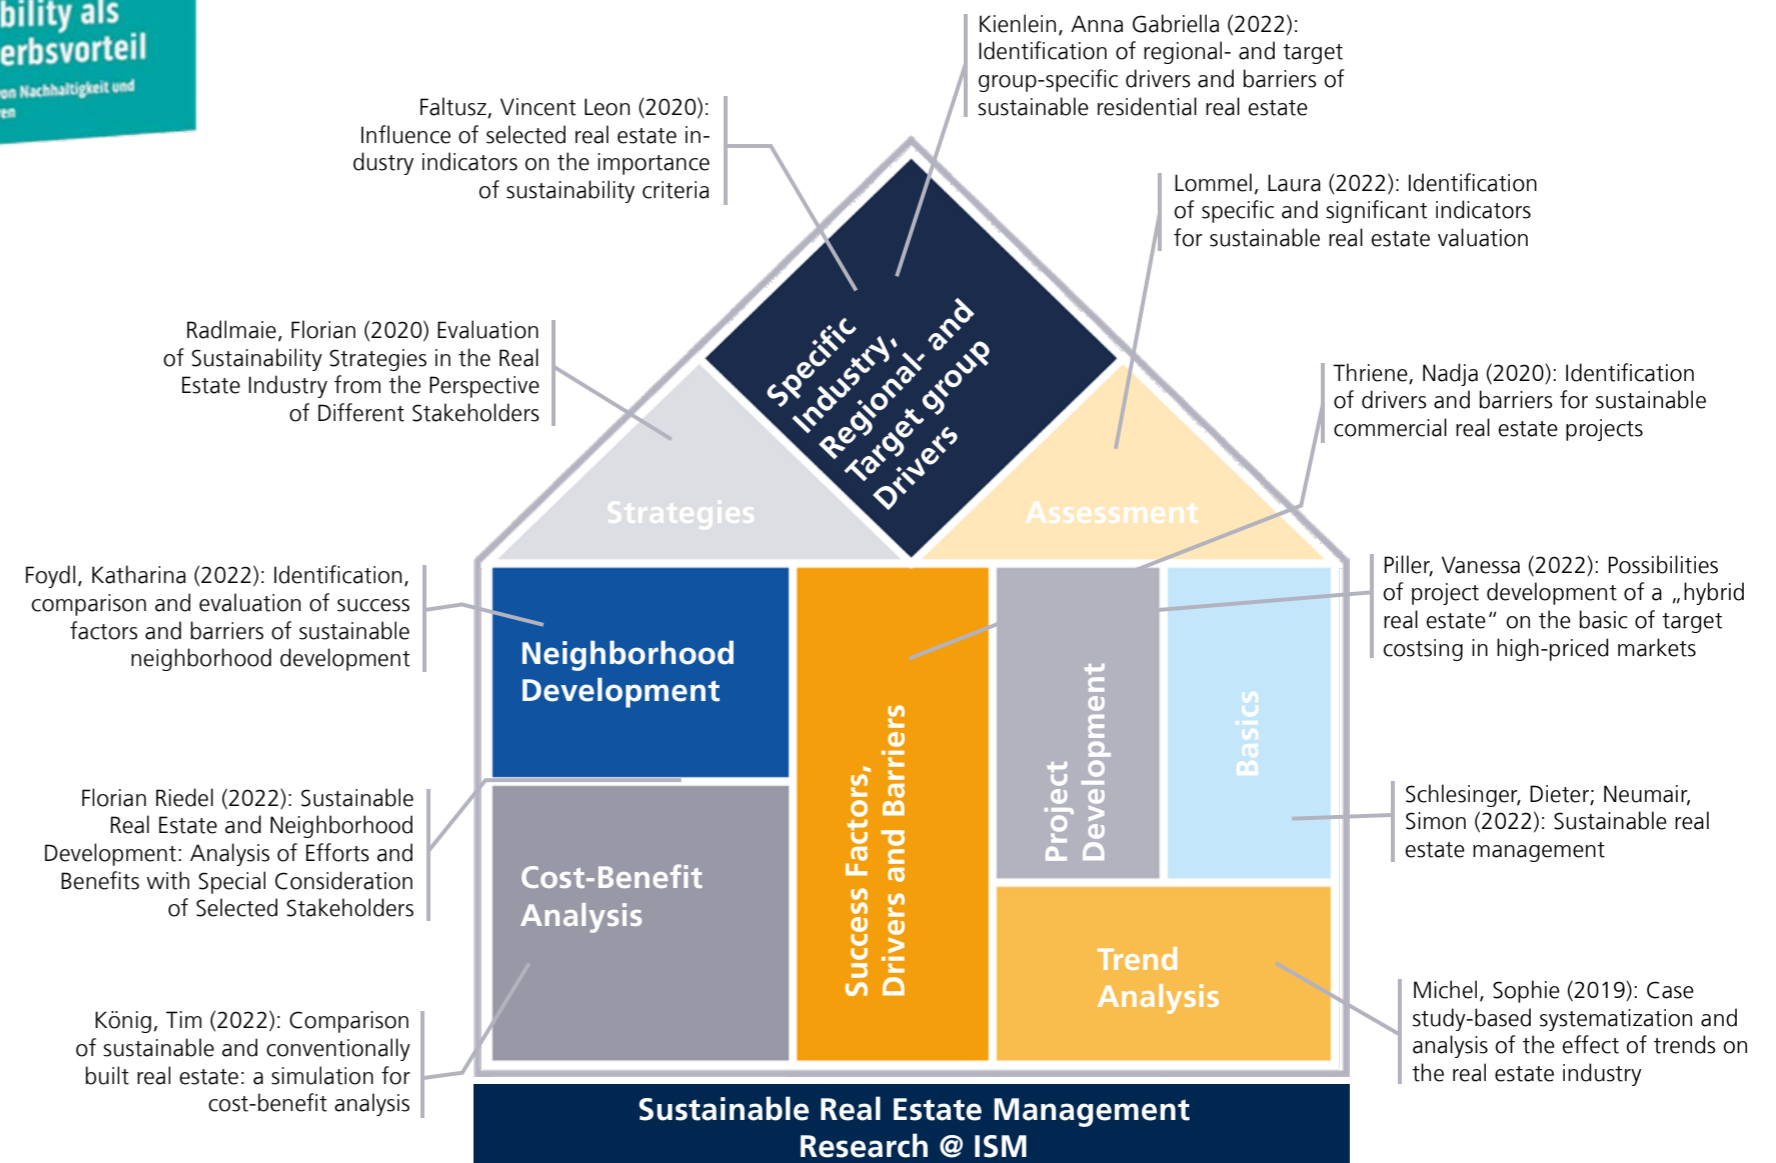 bility als
erbsvorteil
on Nachhaltigkeit und
en
Kienlein, Anna Gabriella (2022):
Identification of regional- and target
group-specific drivers and barriers of
sustainable residential real estate
Faltusz, Vincent Leon (2020):
Influence of selected real estate in-
dustry indicators on the importance
of sustainability criteria
Lommel, Laura (2022): Identification
of specific and significant indicators
for sustainable real estate valuation
Radlmaie, Florian (2020) Evaluation
of Sustainability Strategies in the Real
Estate Industry from the Perspective
of Different Stakeholders
Specific
Industry,
Regional- and
Target group
Drivers
Thriene, Nadja (2020): Identification
of drivers and barriers for sustainable
commercial real estate projects
Strategies
Assessment
Foydl, Katharina (2022): Identification,
comparison and evaluation of success
factors and barriers of sustainable
neighborhood development
Neighborhood
Development
Success Factors,
Drivers and Barriers
Project
Development
Basics
Piller, Vanessa (2022): Possibilities
of project development of a „hybrid
real estate“ on the basic of target
costsing in high-priced markets
Florian Riedel (2022): Sustainable
Real Estate and Neighborhood
Development: Analysis of Efforts and
Benefits with Special Consideration
of Selected Stakeholders
Cost-Benefit
Analysis
Schlesinger, Dieter; Neumair,
Simon (2022): Sustainable real
estate management
Trend
Analysis
König, Tim (2022): Comparison
of sustainable and conventionally
built real estate: a simulation for
cost-benefit analysis
Michel, Sophie (2019): Case
study-based systematization and
analysis of the effect of trends on
the real estate industry
Sustainable Real Estate Management
Research @ ISM